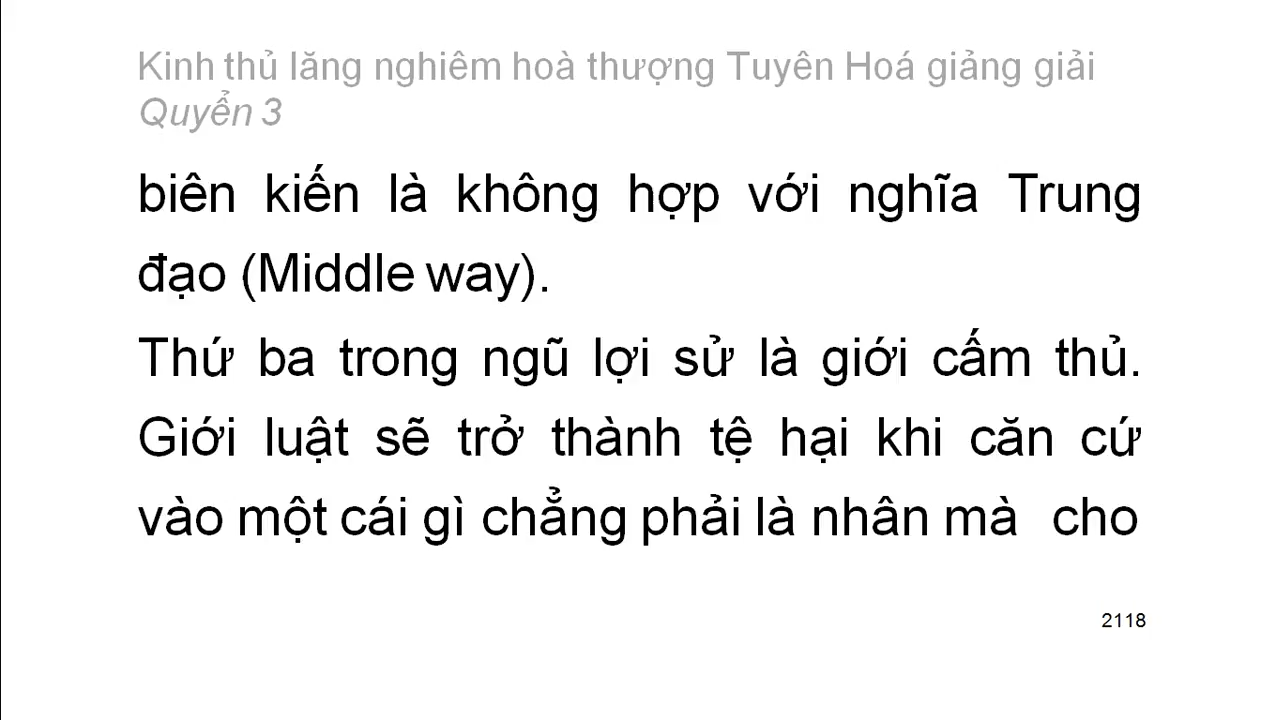 Kinh thủ lăng nghiêm hoà thượng Tuyên Hoá giảng giải
Quyển 3
biên kiến là không hợp với nghĩa Trung
đạo (Middle way).
Thứ ba trong ngũ lợi sử là giới cấm thủ.
Giới luật sẽ trở thành tệ hại khi căn cứ
vào một cái gì chẳng phải là nhân mà cho
2118